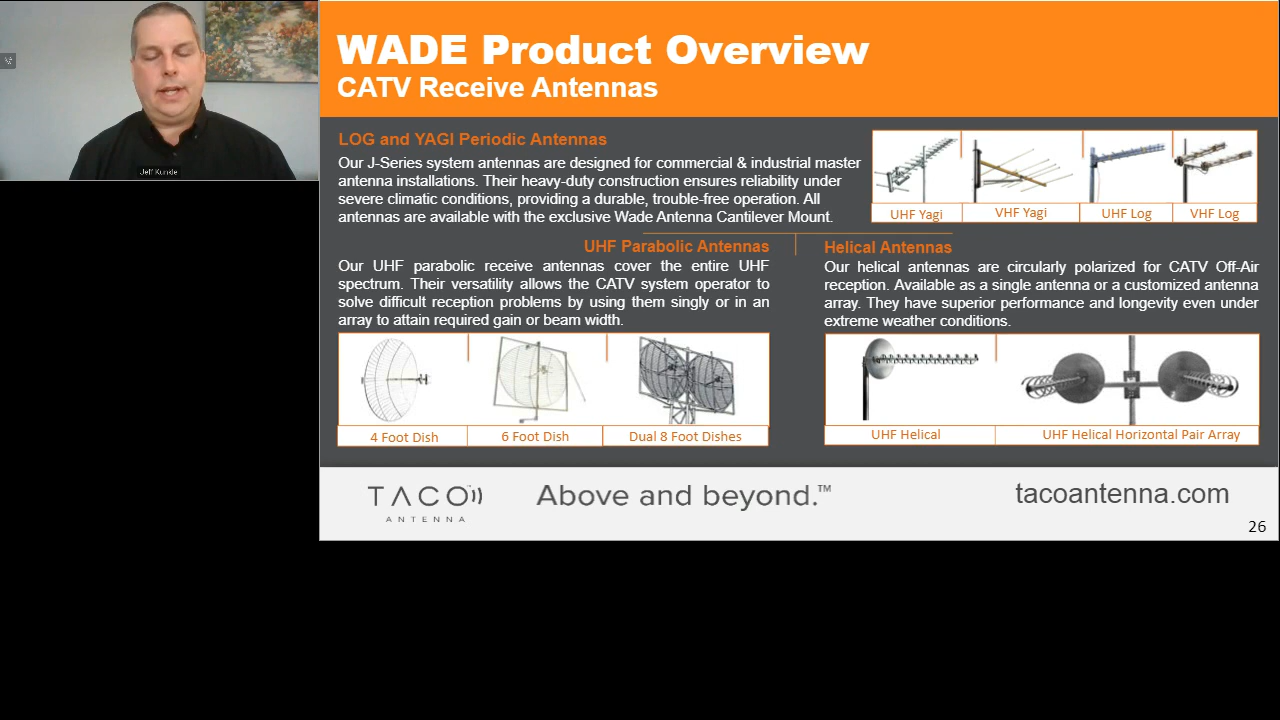 WADE Product Overview
CATV Receive Antennas
LOG and YAGI Periodic Antennas
Our J-Series system antennas are designed for commercial & industrial master
antenna installations. Their heavy-duty construction ensures reliability under
severe climatic conditions, providing a durable, trouble-free operation. All
antennas are available with the exclusive Wade Antenna Cantilever Mount.
UHF Yagi
VHF Yagi
UHF Log
VHF Log
UHF Parabolic Antennas
Our UHF parabolic receive antennas cover the entire UHF
spectrum. Their versatility allows the CATV system operator to
solve difficult reception problems by using them singly or in an
array to attain required gain or beam width.
4 Foot Dish
6 Foot Dish
Dual 8 Foot Dishes
Helical Antennas
Our helical antennas are circularly polarized for CATV Off-Air
reception. Available as a single antenna or a customized antenna
array. They have superior performance and longevity even under
extreme weather conditions.
UHF Helical
UHF Helical Horizontal Pair Array
Jeff Kunkle
TACO
ANTENNA
Above and beyond.™
tacoantenna.com
26